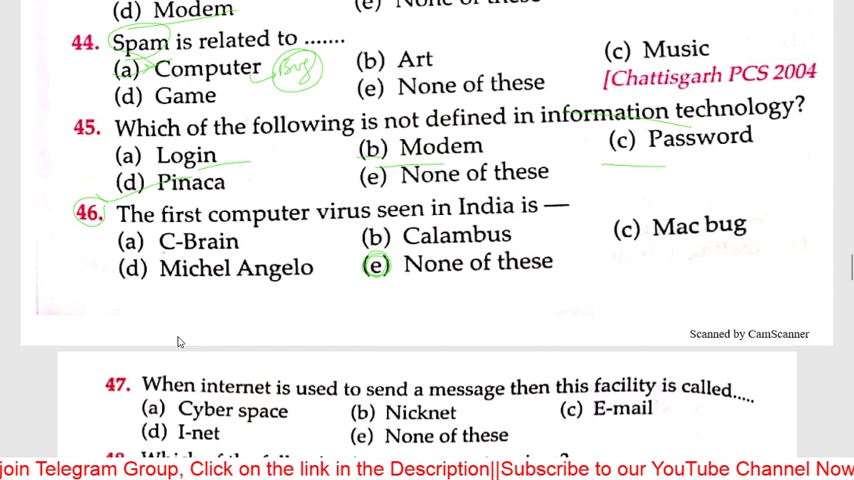 (d) Modem
(e) None of these
44. Spam is related to .......
(a) Computer Bug (b) Art (c) Music
(d) Game (e) None of these [Chattisgarh PCS 2004
45. Which of the following is not defined in information technology?
(a) Login (b) Modem (c) Password
(d) Pinaca (e) None of these
46. The first computer virus seen in India is —
(a) C-Brain (b) Calambus (c) Mac bug
(d) Michel Angelo (e) None of these
Scanned by CamScanner
47. When internet is used to send a message then this facility is called.....
(a) Cyber space (b) Nicknet (c) E-mail
(d) I-net (e) None of these
join Telegram Group, Click on the link in the Description||Subscribe to our YouTube Channel Now